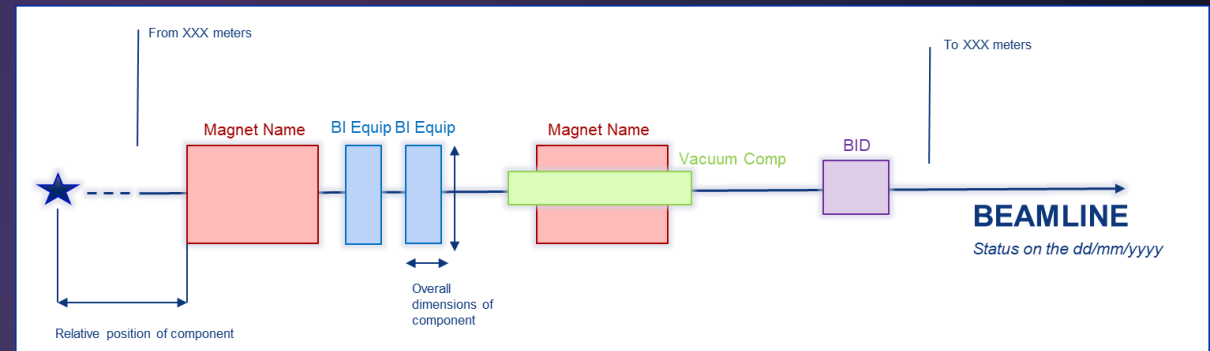 From XXX meters
To XXX meters
Magnet Name
BI Equip BI Equip
Magnet Name
Vacuum Comp
BID
BEAMLINE
Status on the dd/mm/yyyy
Overall
dimensions of
component
Relative position of component